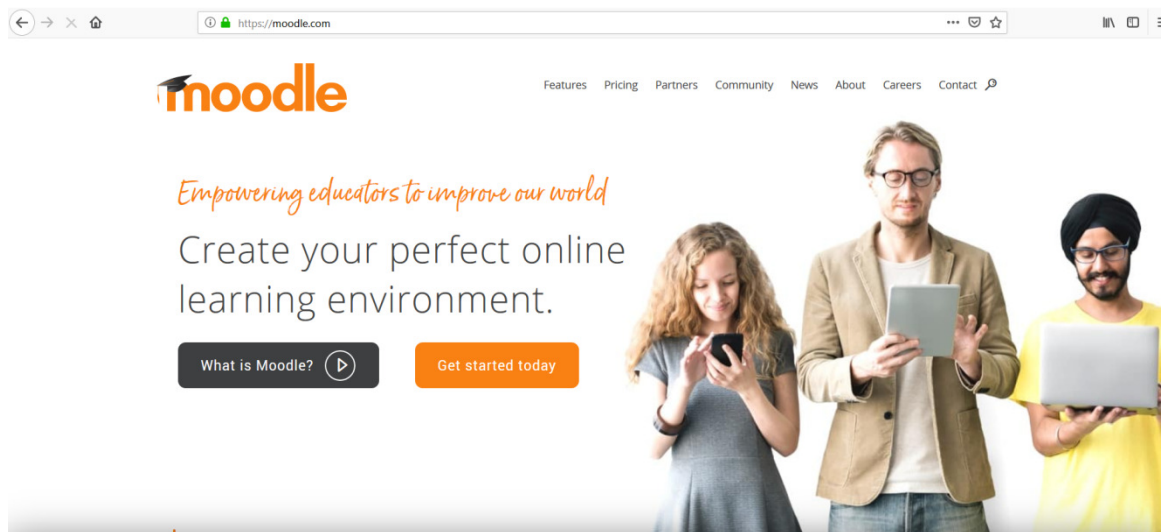 https://moodle.com
moodle
Features Pricing Partners Community News About Careers Contact
Empowering educators to improve our world
Create your perfect online
learning environment.
What is Moodle?
Get started today